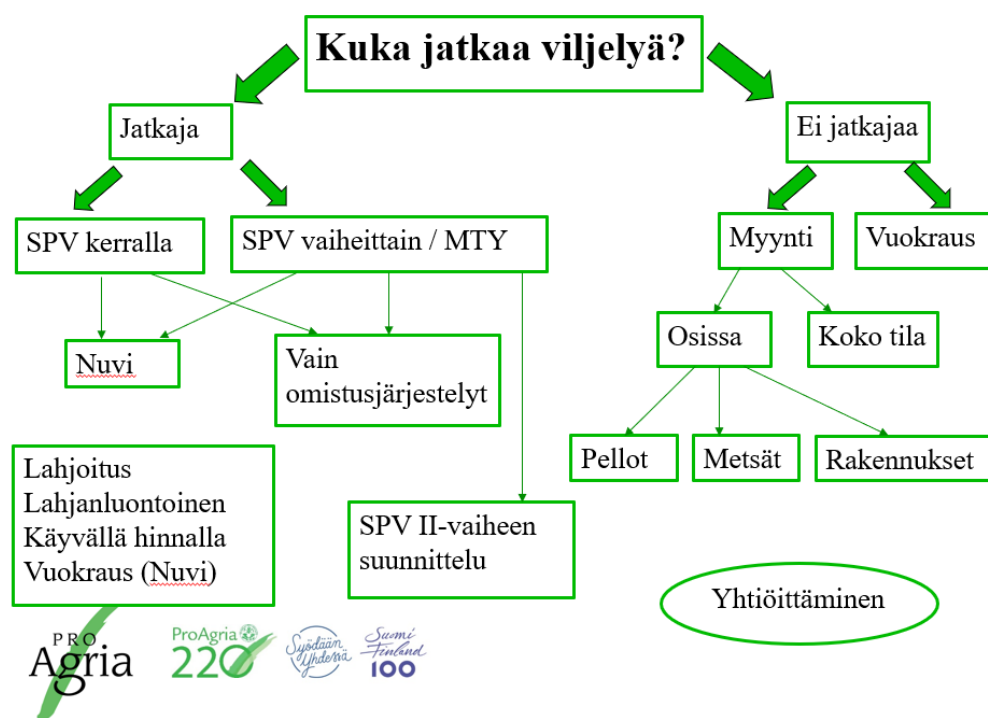 Kuka jatkaa viljelyä?
Jatkaja
Ei jatkajaa
SPV kerralla
SPV vaiheittain / MTY
Myynti
Vuokraus
Nuvi
Vain
omistusjärjestelyt
Osissa
Koko tila
Pellot
Metsät
Rakennukset
Lahjoitus
Lahjanluontoinen
Käyvällä hinnalla
Vuokraus (Nuvi)
SPV II-vaiheen
suunnittelu
Yhtiöittäminen
PRO
Agria
ProAgria
220
Syödään
Yhdessä
Suomi
Finland
100